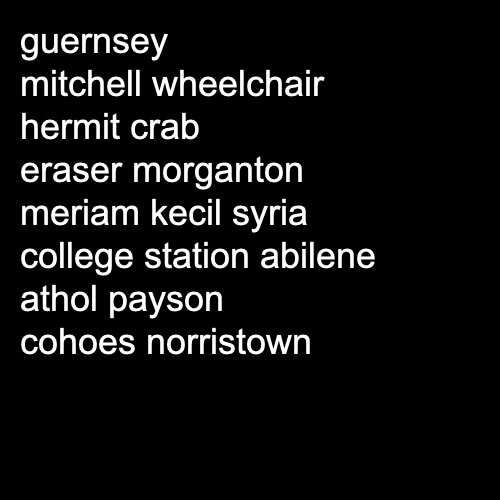 guernsey
mitchell wheelchair
hermit crab
eraser morganton
meriam kecil syria
college station abilene
athol payson
cohoes norristown